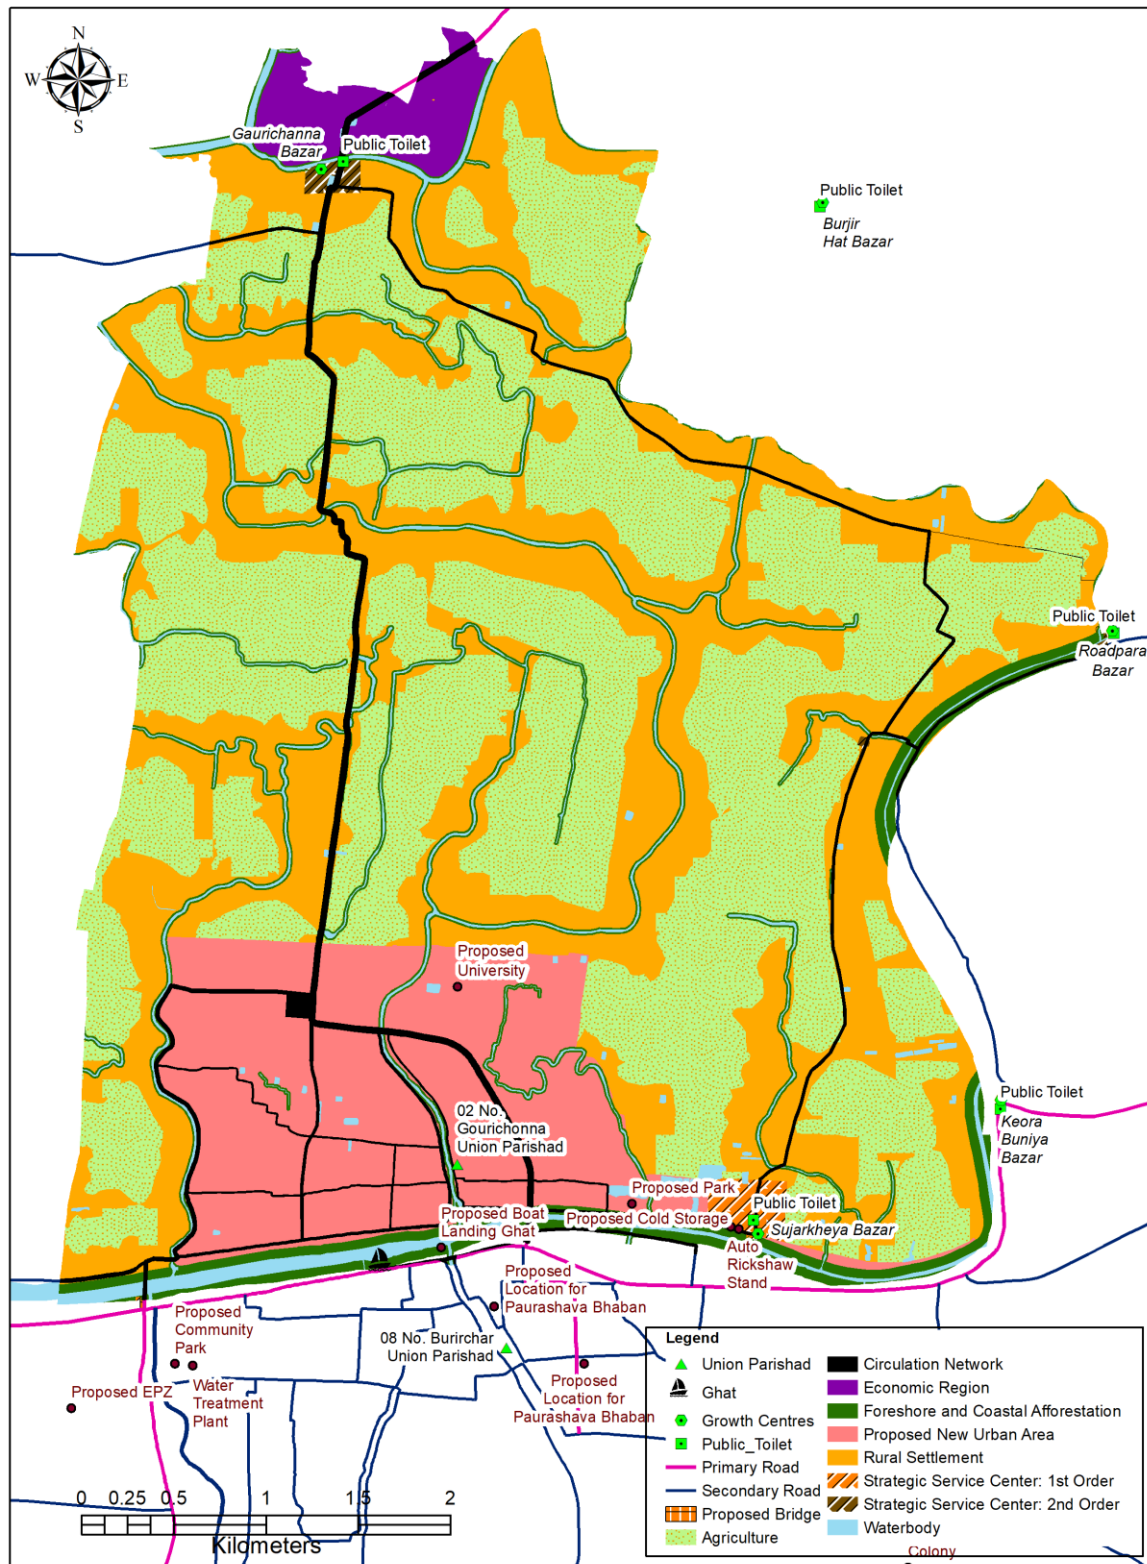 N
W
E
S
Gaurichanna
Bazar
Public Toilet
Public Toilet
Burjir
Hat Bazar
Public Toilet
Roadpara
Bazar
Proposed
University
02 No.
Gourichonna
Union Parishad
Public Toilet
Keora
Buniya
Bazar
Proposed Park
Public Toilet
Proposed Boat
Landing Ghat
Proposed Cold Storage
Sujarkheya Bazar
Auto
Rickshaw
Stand
Proposed
Location for
Paurashava Bhaban
Proposed
Community
Park
08 No. Burirchar
Union Parishad
Proposed EPZ
Water
Treatment
Plant
Proposed
Location for
Paurashava Bhaban
0 0.25 0.5 1 1.5 2
Kilometers
Legend
Union Parishad
Ghat
Growth Centres
Public_Toilet
Primary Road
Secondary Road
Proposed Bridge
Agriculture
Circulation Network
Economic Region
Foreshore and Coastal Afforestation
Proposed New Urban Area
Rural Settlement
Strategic Service Center: 1st Order
Strategic Service Center: 2nd Order
Waterbody
Colony